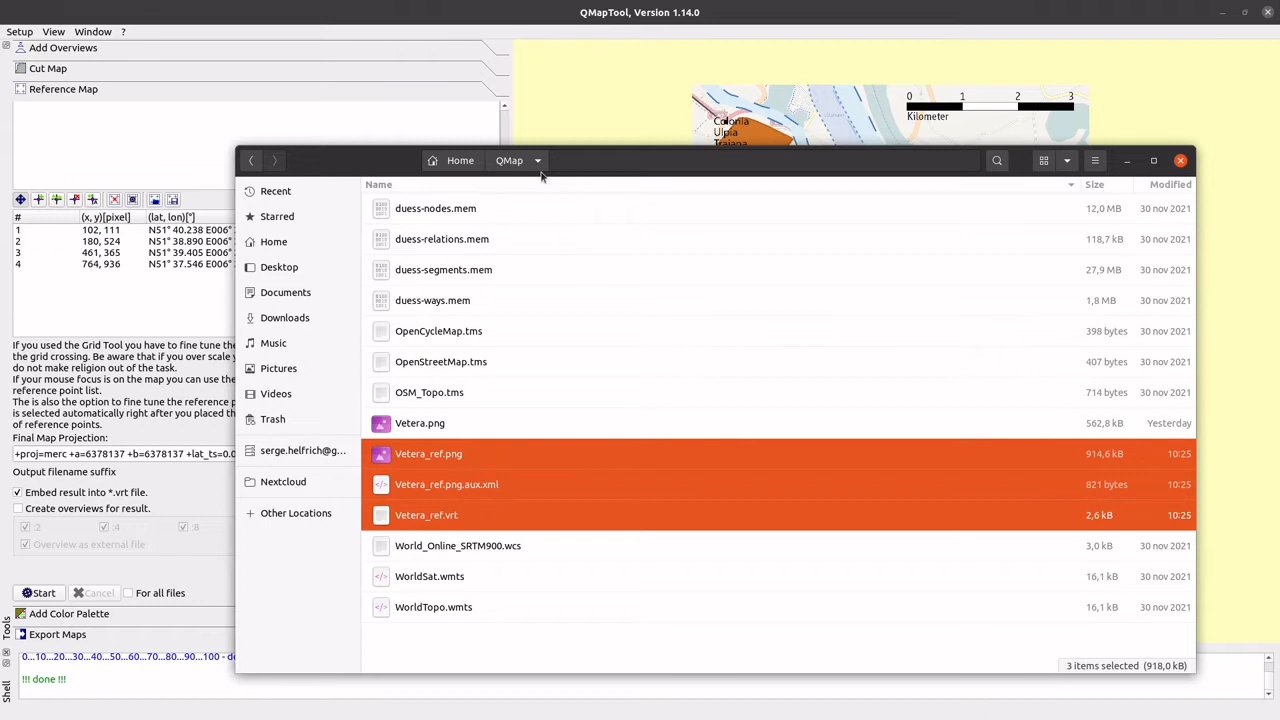 QMapTool, Version 1.14.0
Setup View Window ?
Add Overviews
Cut Map
Reference Map
0 1 2 3
Kilometer
Colonia
Ulpia
Traiana
Home QMap
Name Size Modified
Recent
Starred
Home
Desktop
Documents
Downloads
Music
Pictures
Videos
Trash
serge.helfrich@g...
Nextcloud
Other Locations
duess-nodes.mem 12,0 MB 30 nov 2021
duess-relations.mem 118,7 kB 30 nov 2021
duess-segments.mem 27,9 MB 30 nov 2021
duess-ways.mem 1,8 MB 30 nov 2021
OpenCycleMap.tms 398 bytes 30 nov 2021
OpenStreetMap.tms 407 bytes 30 nov 2021
OSM_Topo.tms 714 bytes 30 nov 2021
Vetera.png 562,8 kB Yesterday
Vetera_ref.png 914,6 kB 10:25
Vetera_ref.png.aux.xml 821 bytes 10:25
Vetera_ref.vrt 2,6 kB 10:25
World_Online_SRTM900.wcs 3,0 kB 30 nov 2021
WorldSat.wmts 16,1 kB 30 nov 2021
WorldTopo.wmts 16,1 kB 30 nov 2021
3 items selected (918,0 kB)
# (x, y)[pixel] (lat, lon)[°]
1 102, 111 N51° 40.238 E006°
2 180, 524 N51° 38.890 E006°
3 461, 365 N51° 39.405 E006°
4 764, 936 N51° 37.546 E006°
If you used the Grid Tool you have to fine tune the
the grid crossing. Be aware that if you over scale y
do not make religion out of the task.
If your mouse focus is on the map you can use the
reference point list.
The is also the option to fine tune the reference p
is selected automatically right after you placed th
of reference points.
Final Map Projection:
+proj=merc +a=6378137 +b=6378137 +lat_ts=0.0
Output filename suffix
Embed result into *.vrt file.
Create overviews for result.
:2 :4 :8
Overview as external file
Start Cancel For all files
Add Color Palette
Export Maps
Tools
Shell
0...10...20...30...40...50...60...70...80...90...100 - d
!!! done !!!